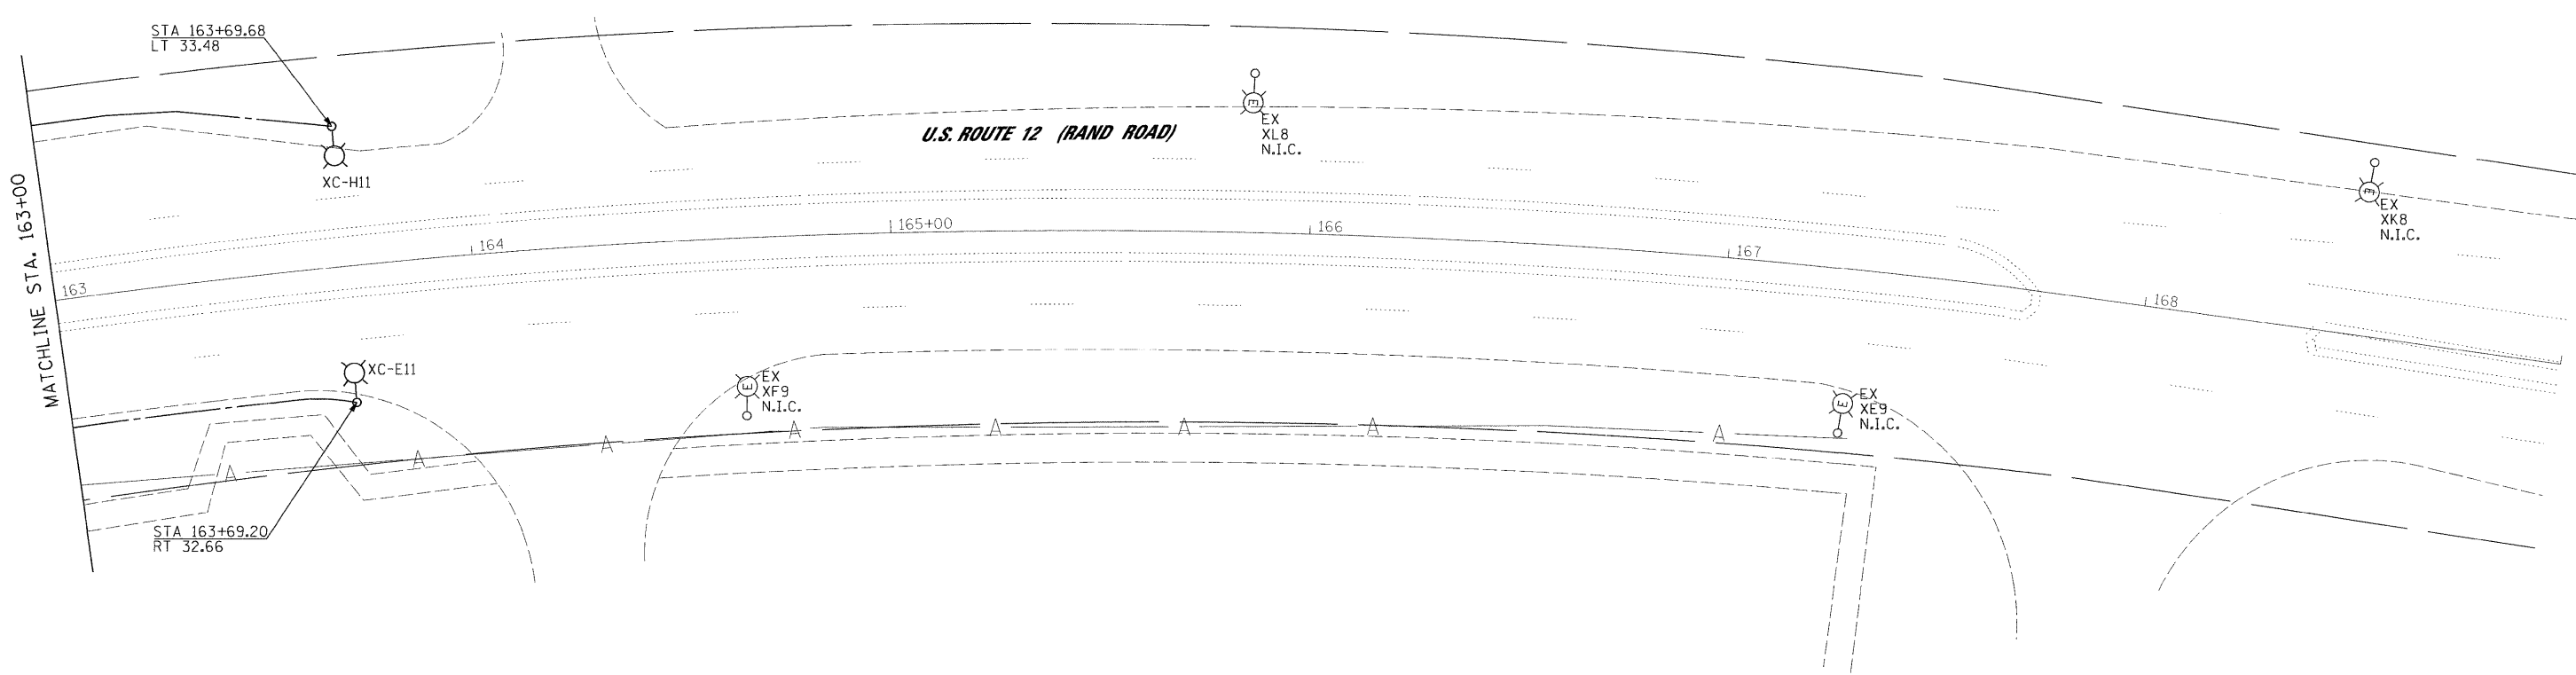 STA 163+69.68
LT 33.48
XC-H11
MATCHLINE STA. 163+00
U.S. ROUTE 12 (RAND ROAD)
E
EX
XL8
N.I.C.
E
EX
XK8
N.I.C.
163
164
165+00
166
167
168
XC-E11
E
EX
XF9
N.I.C.
E
EX
XE9
N.I.C.
A
A
A
A
A
A
A
A
STA 163+69.20
RT 32.66